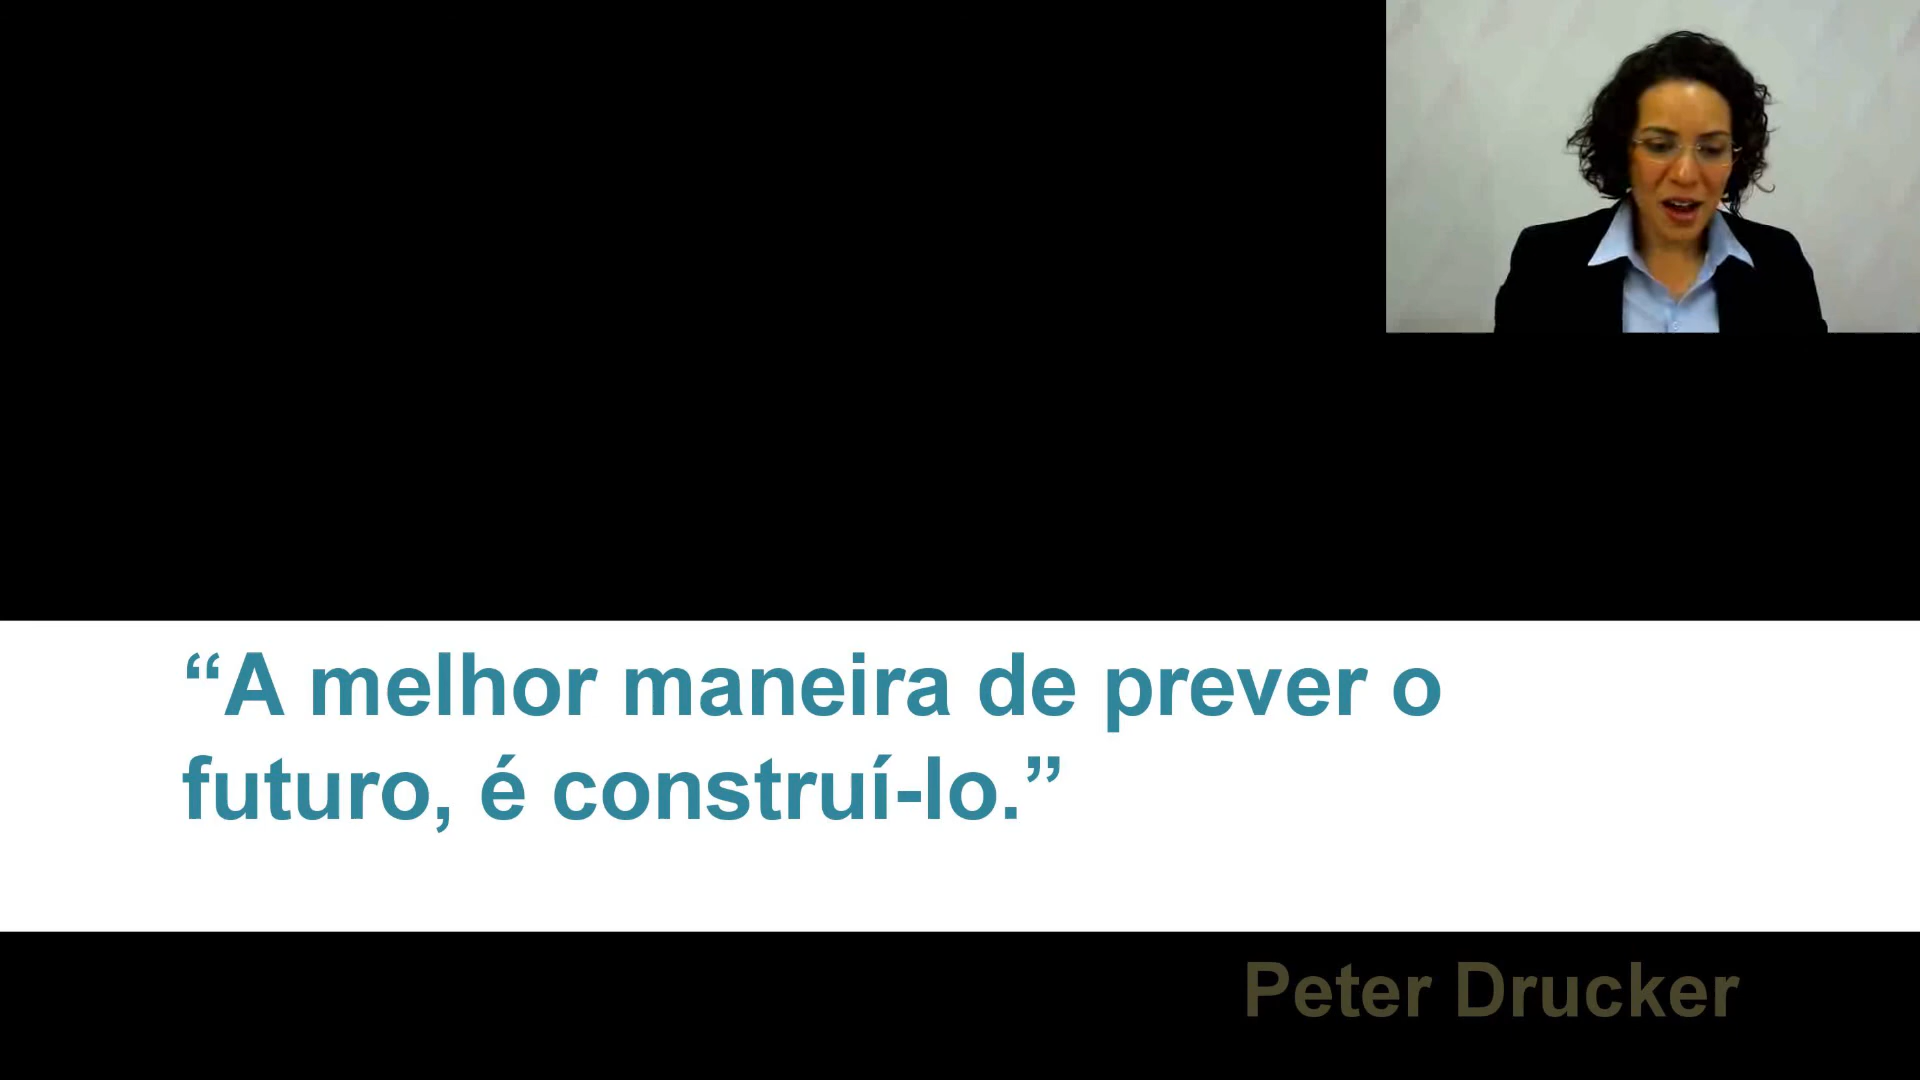 “A melhor maneira de prever o
futuro, é construí-lo.”
Peter Drucker